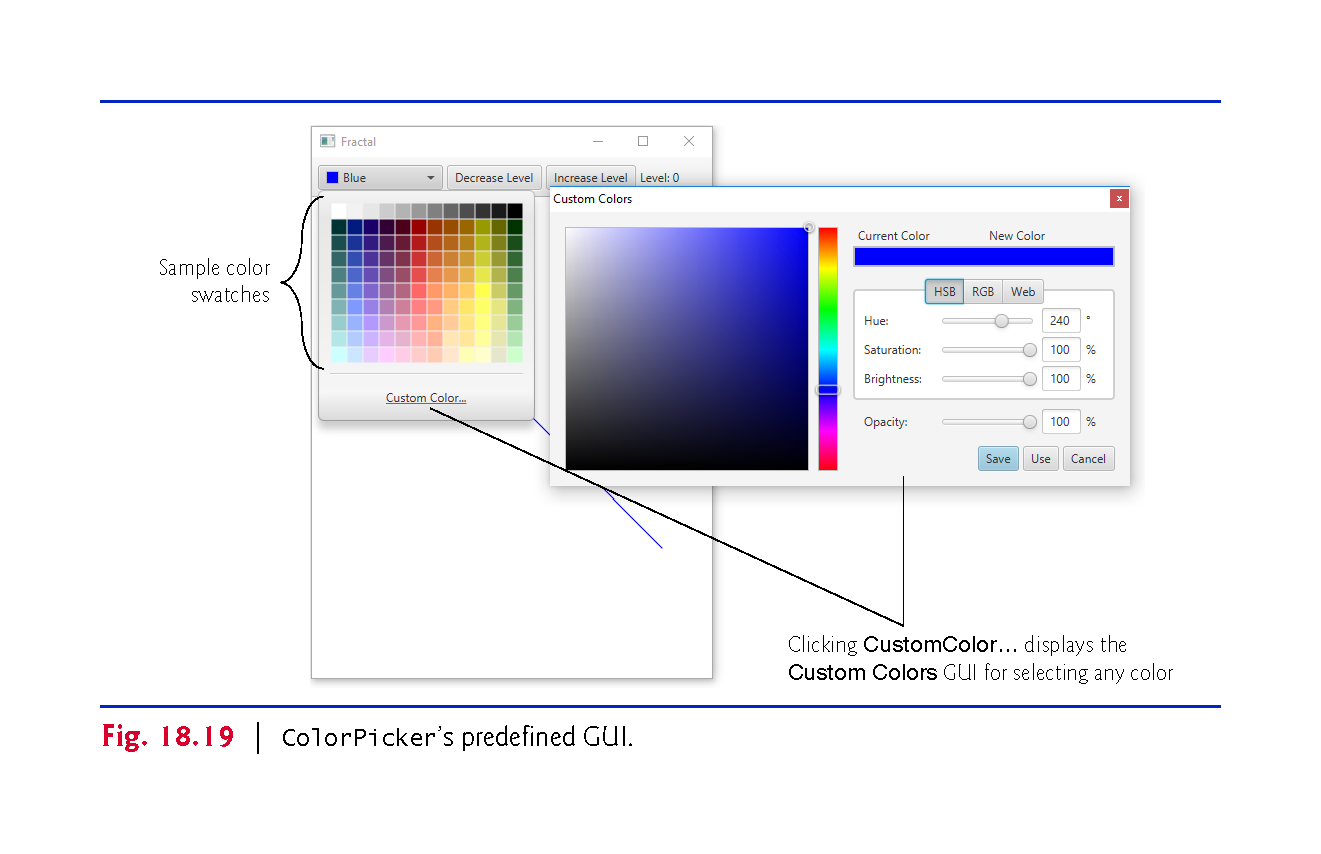 Fractal
Blue
Decrease Level
Increase Level
Level: 0
Custom Colors
x
Current Color
New Color
HSB
RGB
Web
Hue:
240 °
Saturation:
100 %
Brightness:
100 %
Opacity:
100 %
Save
Use
Cancel
Sample color
swatches
Custom Color...
Clicking CustomColor... displays the
Custom Colors GUI for selecting any color
Fig. 18.19 | ColorPicker's predefined GUI.